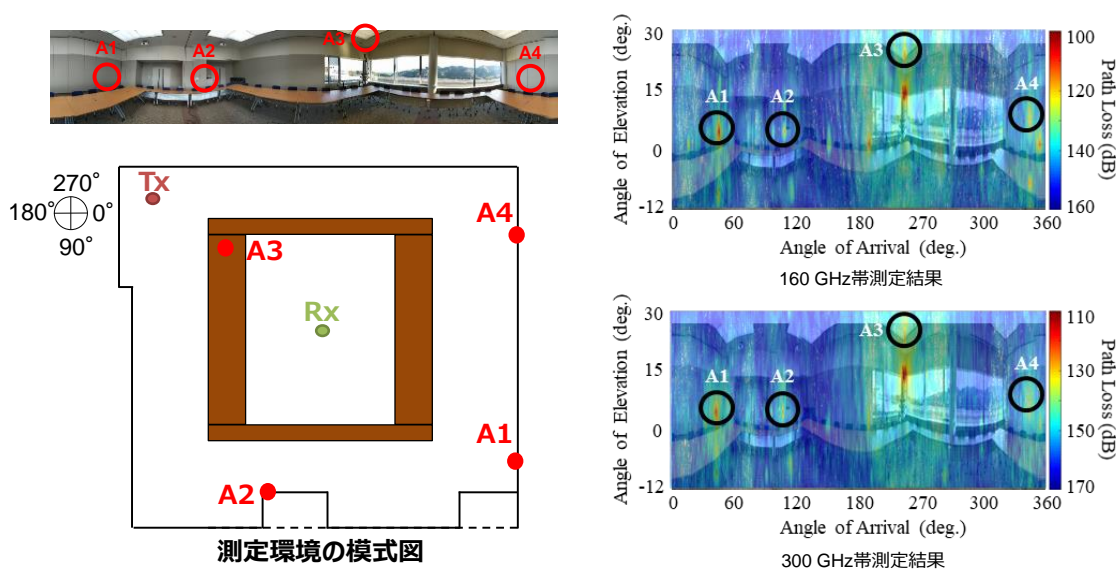 A1
A2
A3
A4
Tx
270°
180°
0°
90°
A4
A3
Rx
A1
A2
測定環境の模式図
Angle of Elevation (deg.)
30
15
0
-12
A1
A2
A3
A4
0
60
120
180
210
270
300
360
Angle of Arrival (deg.)
100
120
140
160
Path Loss (dB)
160 GHz帯測定結果
Angle of Elevation (deg.)
30
15
0
-12
A1
A2
A3
A4
0
60
120
180
210
270
300
360
Angle of Arrival (deg.)
110
130
150
170
Path Loss (dB)
300 GHz帯測定結果